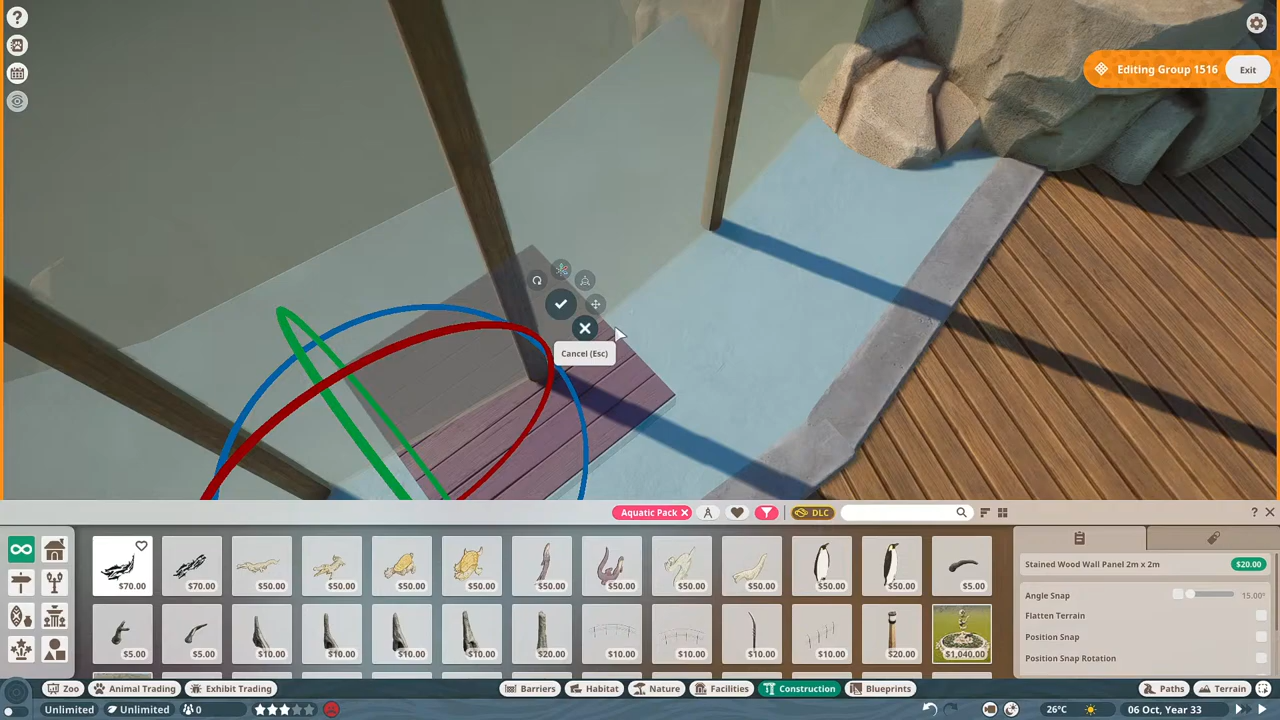 Editing Group 1516
Exit
Cancel (Esc)
Aquatic Pack
DLC
$70.00
$70.00
$50.00
$50.00
$50.00
$50.00
$50.00
$50.00
$50.00
$50.00
$50.00
$50.00
$5.00
$5.00
$5.00
$10.00
$10.00
$10.00
$10.00
$20.00
$10.00
$10.00
$10.00
$10.00
$20.00
$1,040.00
Stained Wood Wall Panel 2m x 2m
$20.00
Angle Snap
15.00°
Flatten Terrain
Position Snap
Position Snap Rotation
Zoo
Animal Trading
Exhibit Trading
Barriers
Habitat
Nature
Facilities
Construction
Blueprints
Paths
Terrain
Unlimited
Unlimited
0
26°C
06 Oct, Year 33